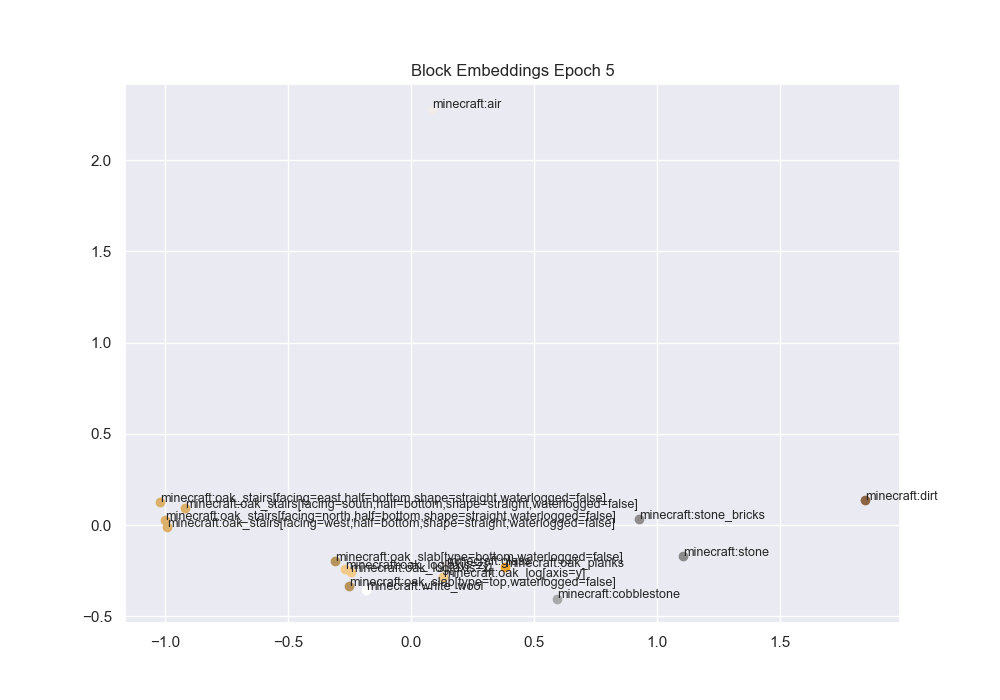 Block Embeddings Epoch 5
minecraft:air
2.0
1.5
1.0
0.5
0.0
−0.5
minecraft:dirt
minecraft:oak_stairs[facing=east,half=bottom,shape=straight,waterlogged=false]
minecraft:oak_stairs[facing=south,half=bottom,shape=straight,waterlogged=false]
minecraft:oak_stairs[facing=north,half=bottom,shape=straight,waterlogged=false]
minecraft:oak_stairs[facing=west,half=bottom,shape=straight,waterlogged=false]
minecraft:stone_bricks
minecraft:stone
minecraft:oak_slab[type=bottom,waterlogged=false]
minecraft:oak_planks
minecraft:oak_log[axis=y]
minecraft:oak_slab[type=top,waterlogged=false]
minecraft:white_wool
minecraft:cobblestone
−1.0 −0.5 0.0 0.5 1.0 1.5